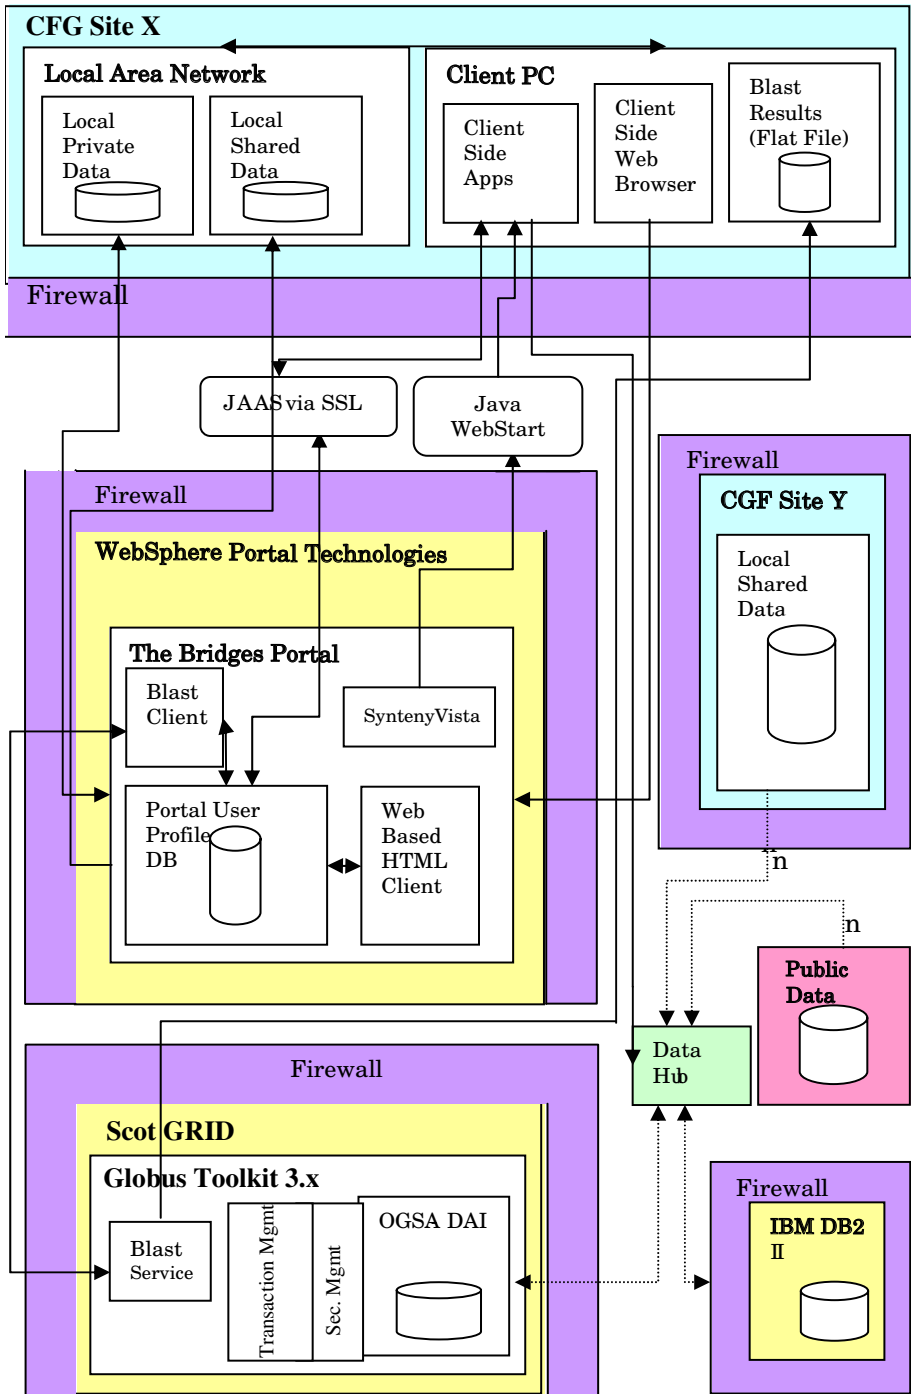 CFG Site X
Local Area Network
Local
Private
Data
Local
Shared
Data
Client PC
Client
Side
Apps
Client
Side
Web
Browser
Blast
Results
(Flat File)
Firewall
JAAS via SSL
Java
WebStart
Firewall
WebSphere Portal Technologies
The Bridges Portal
Blast
Client
SyntenyVista
Portal User
Profile
DB
Web
Based
HTML
Client
Firewall
CGF Site Y
Local
Shared
Data
n
n
Public
Data
Data
Hub
Firewall
Scot GRID
Globus Toolkit 3.x
Blast
Service
Transaction Mgmt
Sec. Mgmt
OGSA DAI
Firewall
IBM DB2
II